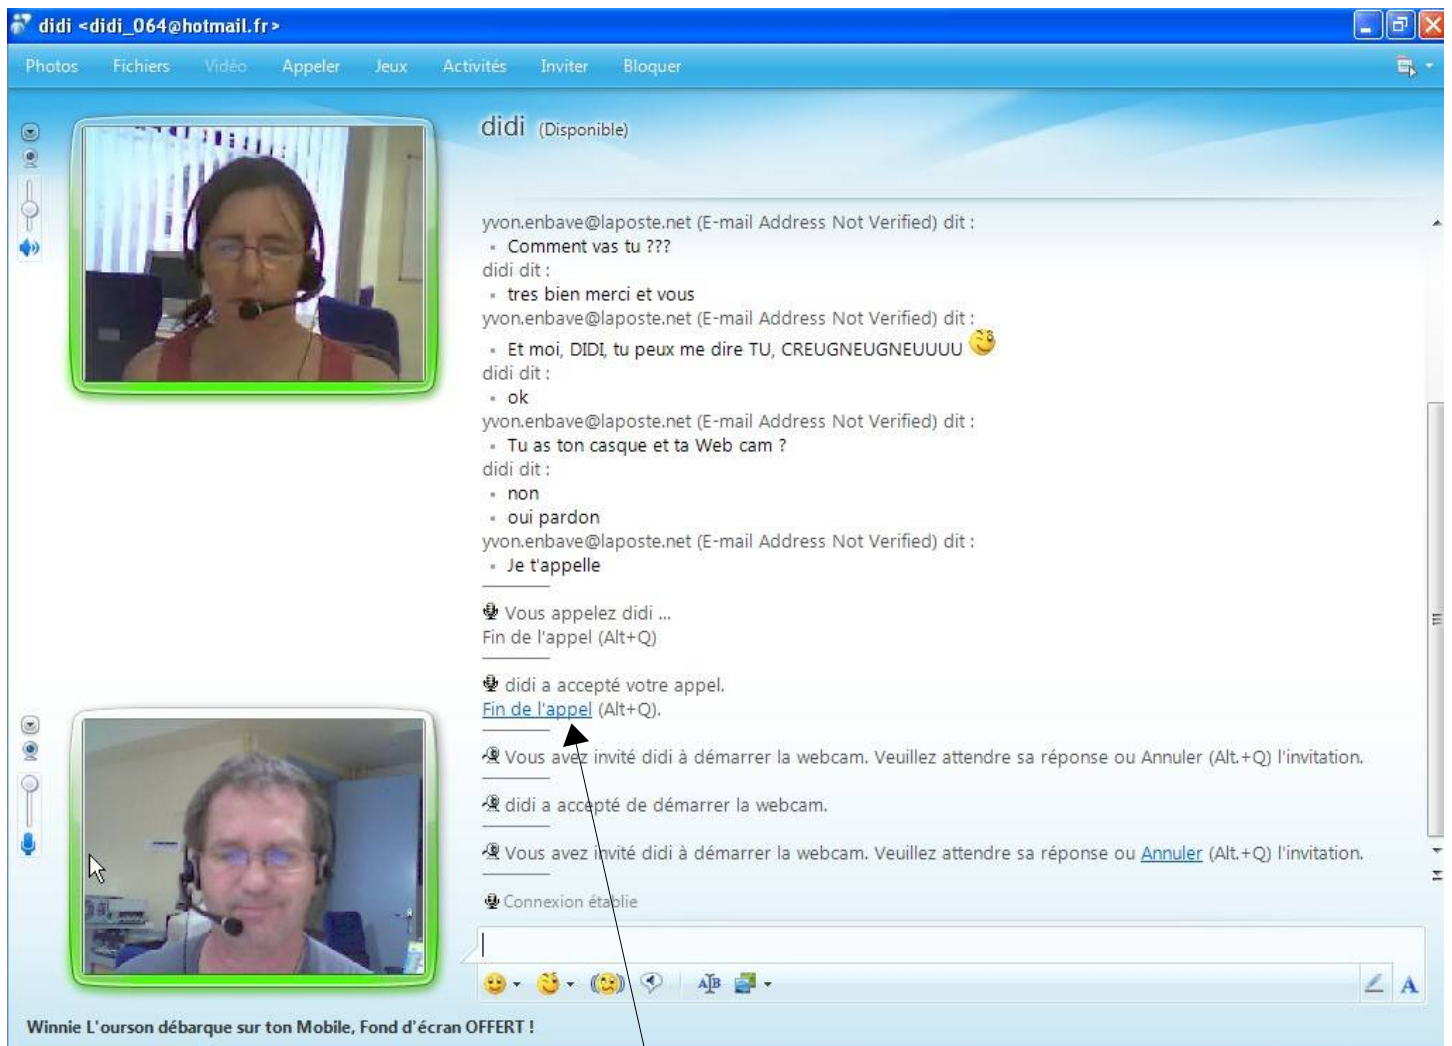 didi <didi_064@hotmail.fr>
Photos Fichiers Vidéo Appeler Jeux Activités Inviter Bloquer
didi (Disponible)
yvon.enbave@laposte.net (E-mail Address Not Verified) dit :
Comment vas tu ???
didi dit :
tres bien merci et vous
yvon.enbave@laposte.net (E-mail Address Not Verified) dit :
Et moi, DIDI, tu peux me dire TU, CREUGNEUGNEUUUU
didi dit :
ok
yvon.enbave@laposte.net (E-mail Address Not Verified) dit :
Tu as ton casque et ta Web cam ?
didi dit :
non
oui pardon
yvon.enbave@laposte.net (E-mail Address Not Verified) dit :
Je t'appelle
Vous appelez didi ...
Fin de l'appel (Alt+Q)
didi a accepté votre appel.
Fin de l'appel (Alt+Q).
Vous avez invité didi à démarrer la webcam. Veuillez attendre sa réponse ou Annuler (Alt.+Q) l'invitation.
didi a accepté de démarrer la webcam.
Vous avez invité didi à démarrer la webcam. Veuillez attendre sa réponse ou Annuler (Alt.+Q) l'invitation.
Connexion établie
AB
A
Winnie L'ourson débarque sur ton Mobile, Fond d'écran OFFERT !